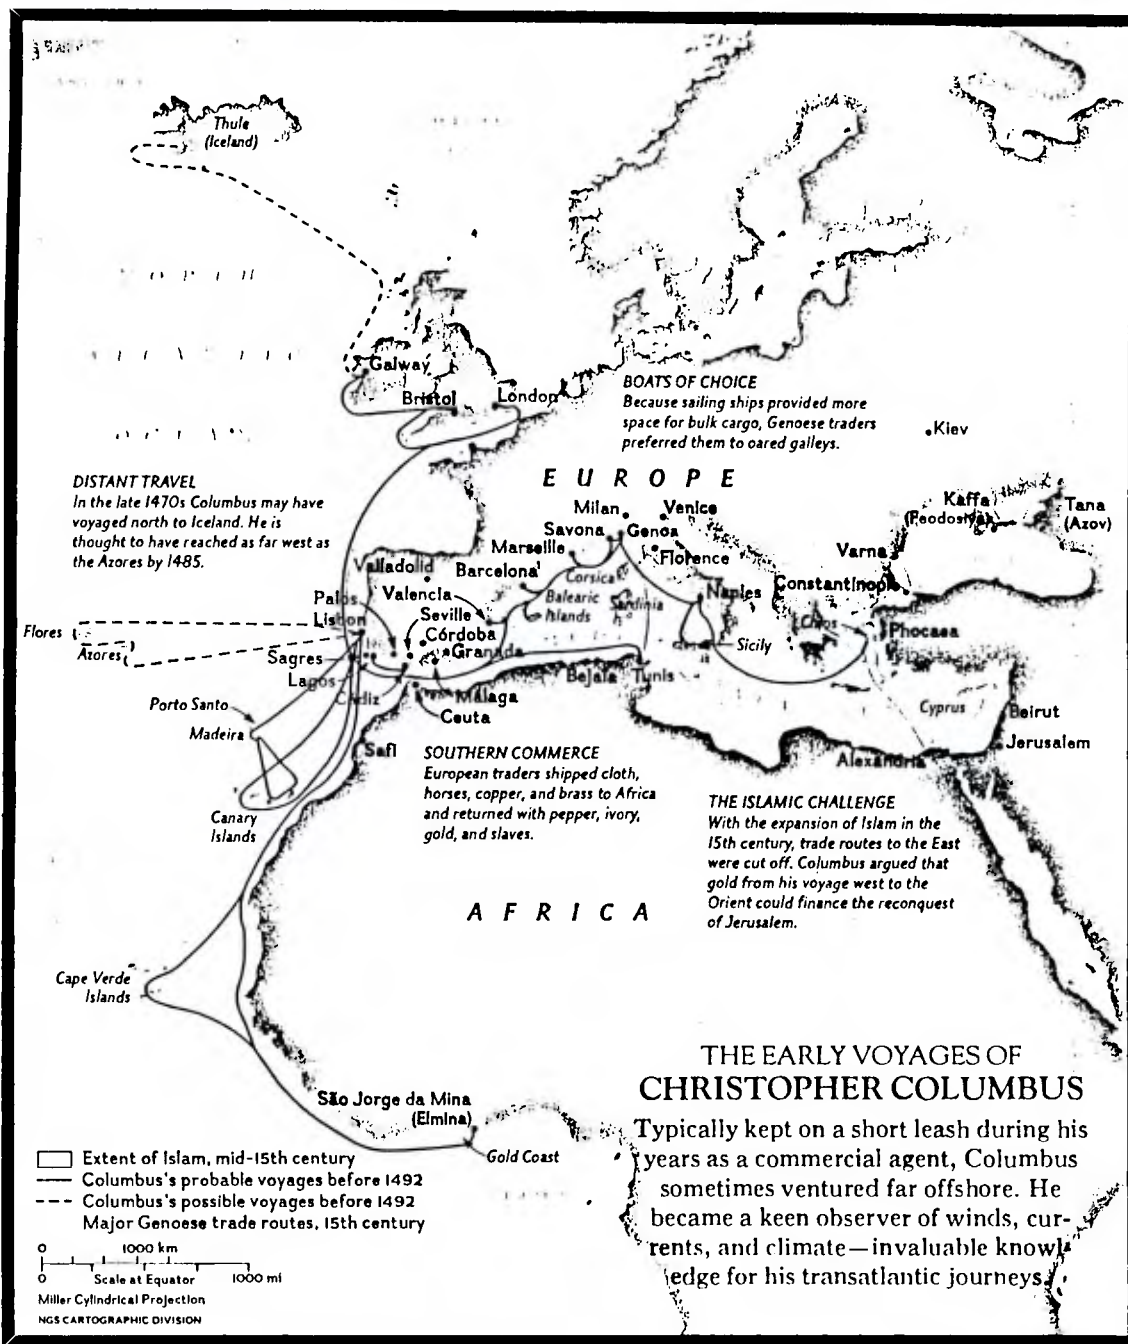 Thule
(Iceland)
Galway
Bristol
London
BOATS OF CHOICE
Because sailing ships provided more
space for bulk cargo, Genoese traders
preferred them to oared galleys.
Kiev
DISTANT TRAVEL
In the late 1470s Columbus may have
voyaged north to Iceland. He is
thought to have reached as far west as
the Azores by 1485.
EUROPE
Milan
Venice
Savona
Genoa
Marseille
Florence
Kaffa
(Feodosiya)
Tana
(Azov)
Varna
Valladolid
Barcelona
Corsica
Constantinople
Palos
Valencia
Balearic
Islands
Sardinia
Naples
Lisbon
Seville
Chios
Flores
Córdoba
Phocaea
Azores
Sagres
Granada
Sicily
Lagos
Bejaïa
Tunis
Cádiz
Málaga
Porto Santo
Ceuta
Cyprus
Beirut
Madeira
Safi
Jerusalem
Alexandria
SOUTHERN COMMERCE
European traders shipped cloth,
horses, copper, and brass to Africa
and returned with pepper, ivory,
gold, and slaves.
Canary
Islands
THE ISLAMIC CHALLENGE
With the expansion of Islam in the
15th century, trade routes to the East
were cut off. Columbus argued that
gold from his voyage west to the
Orient could finance the reconquest
of Jerusalem.
AFRICA
Cape Verde
Islands
THE EARLY VOYAGES OF
CHRISTOPHER COLUMBUS
Typically kept on a short leash during his
years as a commercial agent, Columbus
sometimes ventured far offshore. He
became a keen observer of winds, cur-
rents, and climate—invaluable knowl-
edge for his transatlantic journeys.
São Jorge da Mina
(Elmina)
Gold Coast
Extent of Islam, mid-15th century
Columbus's probable voyages before 1492
Columbus's possible voyages before 1492
Major Genoese trade routes, 15th century
0 1000 km
0 Scale at Equator 1000 mi
Miller Cylindrical Projection
NGS CARTOGRAPHIC DIVISION